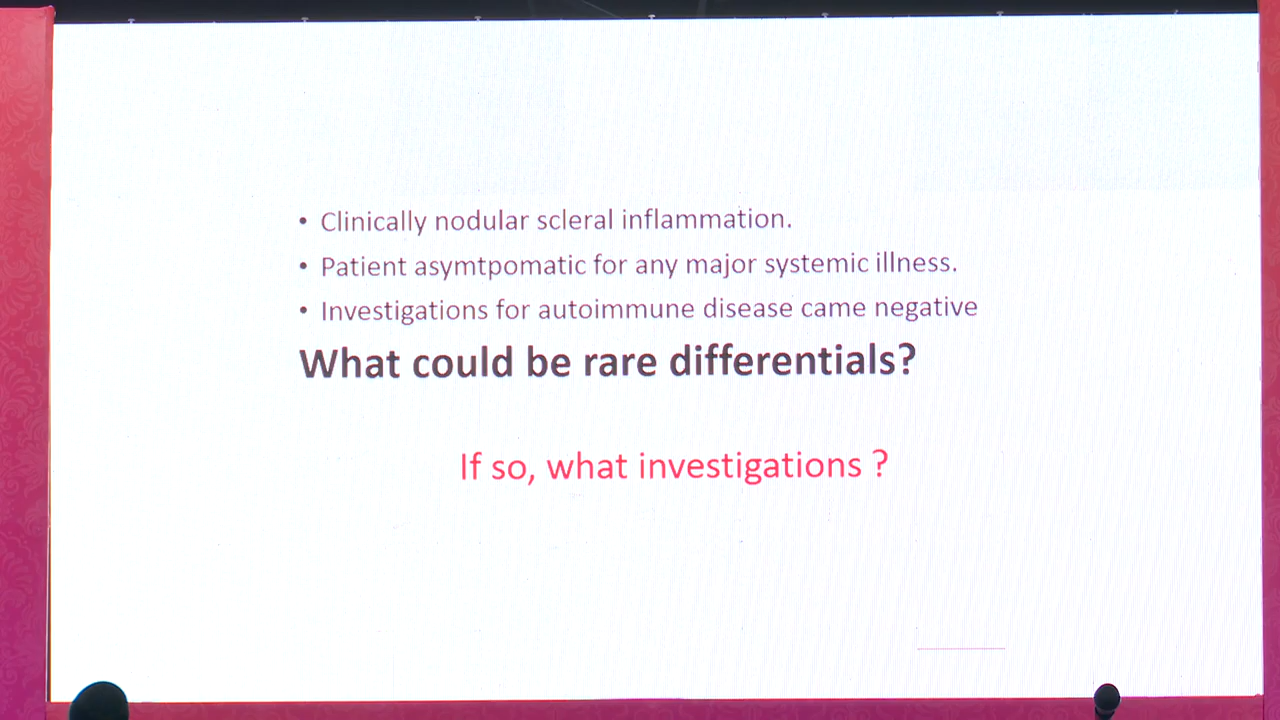 • Clinically nodular scleral inflammation.
• Patient asymtpomatic for any major systemic illness.
• Investigations for autoimmune disease came negative
What could be rare differentials?
If so, what investigations ?